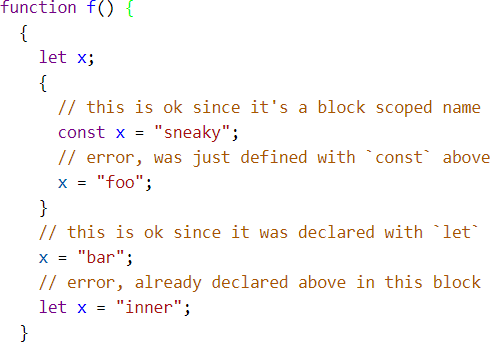 function f() {
  {
    let x;
    {
      // this is ok since it's a block scoped name
      const x = "sneaky";
      // error, was just defined with `const` above
      x = "foo";
    }
    // this is ok since it was declared with `let`
    x = "bar";
    // error, already declared above in this block
    let x = "inner";
  }